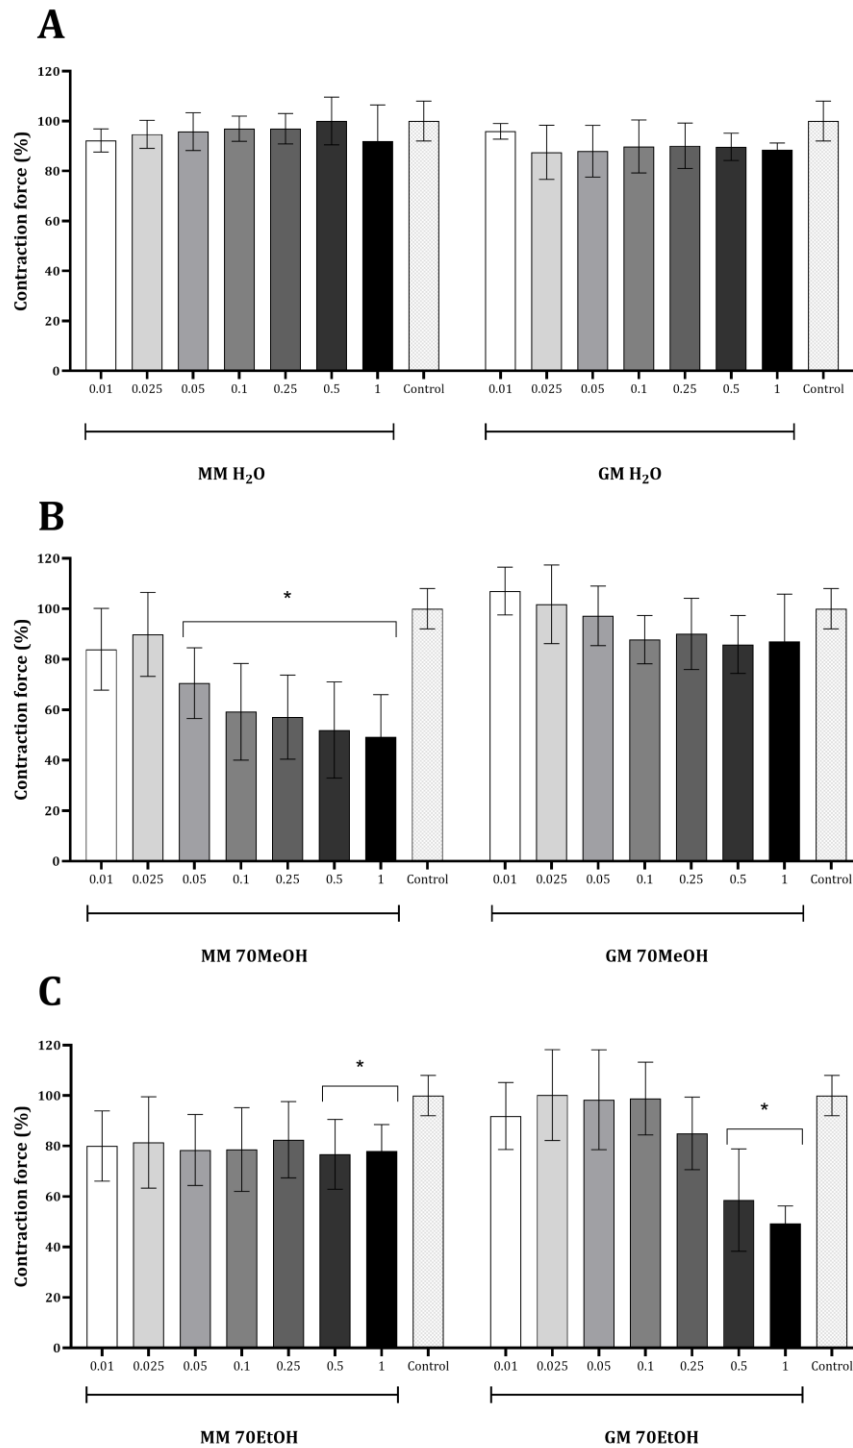 A
Contraction force (%)
120
100
80
60
40
20
0
0.01 0.025 0.05 0.1 0.25 0.5 1 Control 0.01 0.025 0.05 0.1 0.25 0.5 1 Control
MM H₂O GM H₂O
B
Contraction force (%)
120
100
80
60
40
20
0
*
0.01 0.025 0.05 0.1 0.25 0.5 1 Control 0.01 0.025 0.05 0.1 0.25 0.5 1 Control
MM 70MeOH GM 70MeOH
C
Contraction force (%)
120
100
80
60
40
20
0
* *
0.01 0.025 0.05 0.1 0.25 0.5 1 Control 0.01 0.025 0.05 0.1 0.25 0.5 1 Control
MM 70EtOH GM 70EtOH